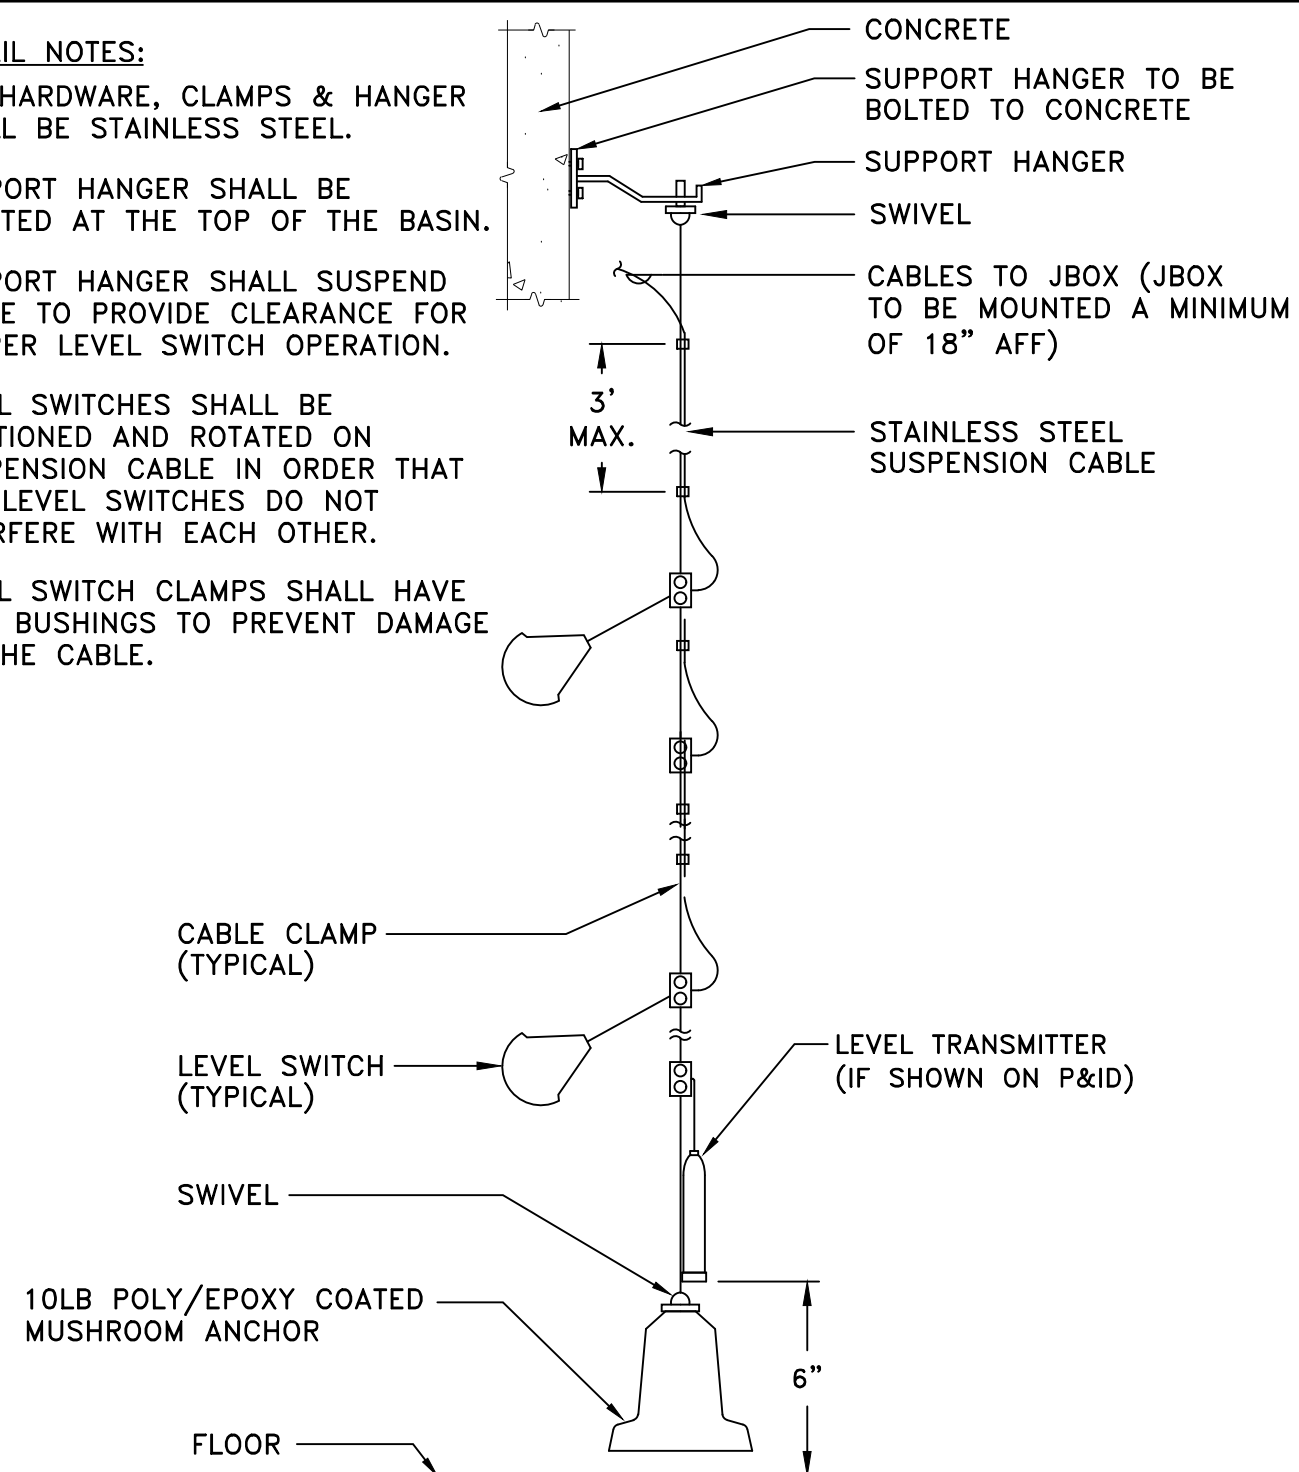 IL NOTES:
HARDWARE, CLAMPS & HANGER
BE STAINLESS STEEL.
PORT HANGER SHALL BE
TED AT THE TOP OF THE BASIN.
PORT HANGER SHALL SUSPEND
E TO PROVIDE CLEARANCE FOR
PER LEVEL SWITCH OPERATION.
L SWITCHES SHALL BE
TIONED AND ROTATED ON
PENSION CABLE IN ORDER THAT
LEVEL SWITCHES DO NOT
RFERE WITH EACH OTHER.
L SWITCH CLAMPS SHALL HAVE
BUSHINGS TO PREVENT DAMAGE
HE CABLE.
CONCRETE
SUPPORT HANGER TO BE
BOLTED TO CONCRETE
SUPPORT HANGER
SWIVEL
CABLES TO JBOX (JBOX
TO BE MOUNTED A MINIMUM
OF 18" AFF)
3'
MAX.
STAINLESS STEEL
SUSPENSION CABLE
CABLE CLAMP
(TYPICAL)
LEVEL SWITCH
(TYPICAL)
LEVEL TRANSMITTER
(IF SHOWN ON P&ID)
SWIVEL
10LB POLY/EPOXY COATED
MUSHROOM ANCHOR
6"
FLOOR